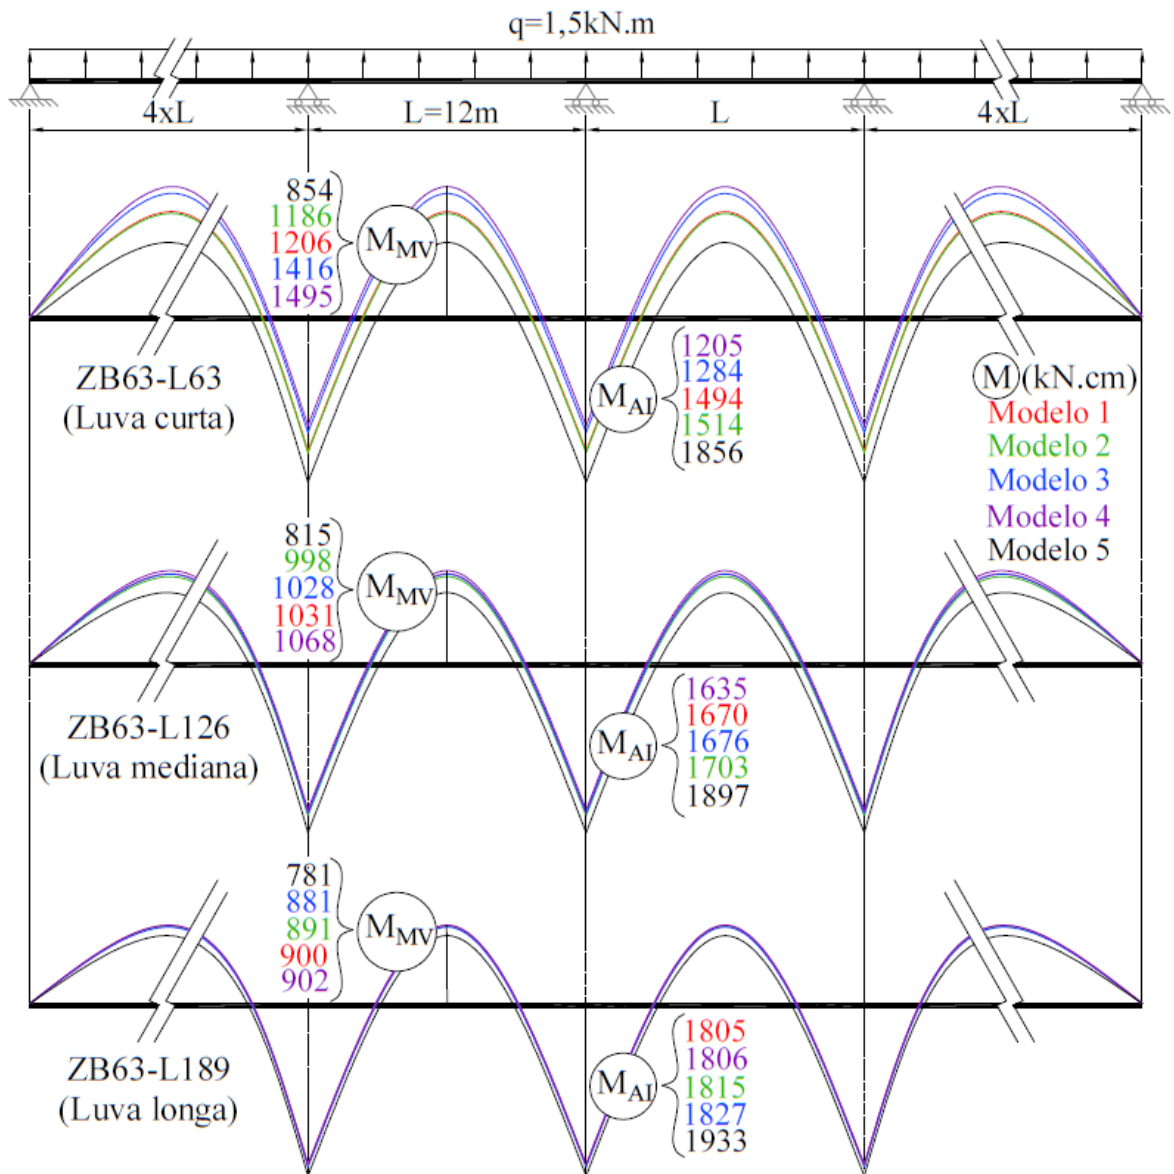 q=1,5kN.m
4xL
L=12m
L
4xL
854
1186
1206
1416
1495
M_MV
1205
1284
1494
1514
1856
M_AI
ZB63-L63
(Luva curta)
M (kN.cm)
Modelo 1
Modelo 2
Modelo 3
Modelo 4
Modelo 5
815
998
1028
1031
1068
M_MV
1635
1670
1676
1703
1897
M_AI
ZB63-L126
(Luva mediana)
781
881
891
900
902
M_MV
1805
1806
1815
1827
1933
M_AI
ZB63-L189
(Luva longa)